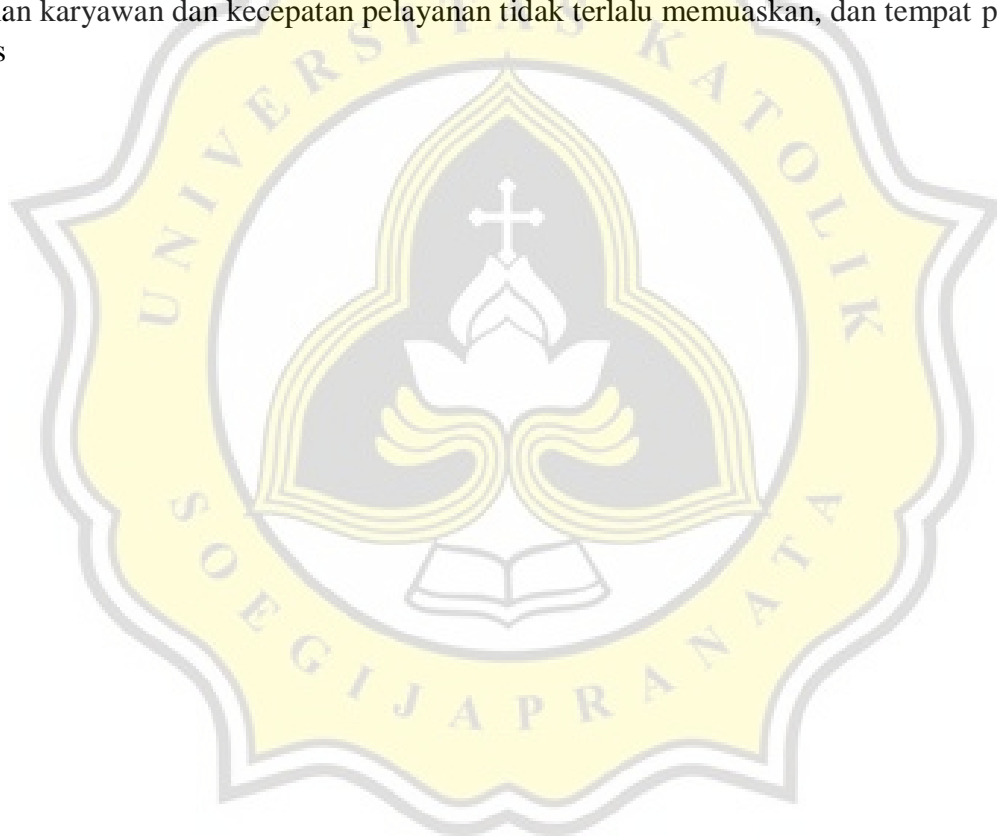 an karyawan dan kecepatan pelayanan tidak terlalu memuaskan, dan tempat p
s
UNIVERSITAS KATOLIK
SOEGIJAPRANATA